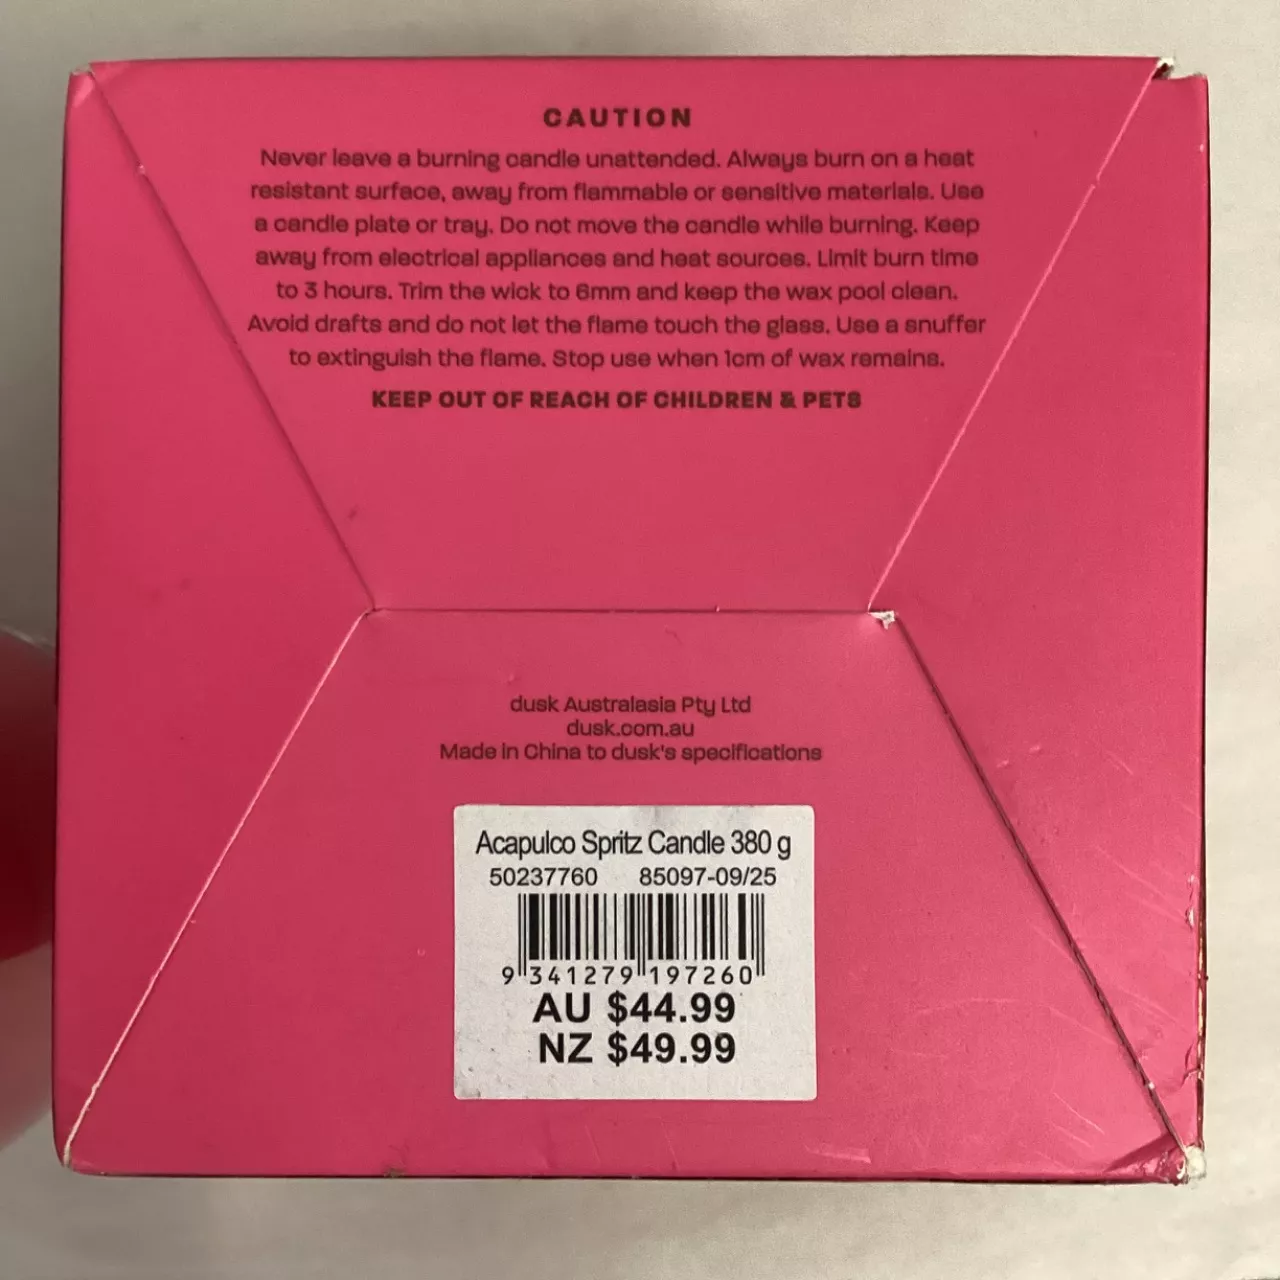 CAUTION
Never leave a burning candle unattended. Always burn on a heat
resistant surface, away from flammable or sensitive materials. Use
a candle plate or tray. Do not move the candle while burning. Keep
away from electrical appliances and heat sources. Limit burn time
to 3 hours. Trim the wick to 6mm and keep the wax pool clean.
Avoid drafts and do not let the flame touch the glass. Use a snuffer
to extinguish the flame. Stop use when 1cm of wax remains.
KEEP OUT OF REACH OF CHILDREN & PETS
dusk Australasia Pty Ltd
dusk.com.au
Made in China to dusk's specifications
Acapulco Spritz Candle 380 g
50237760 85097-09/25
9 341279 197260
AU $44.99
NZ $49.99